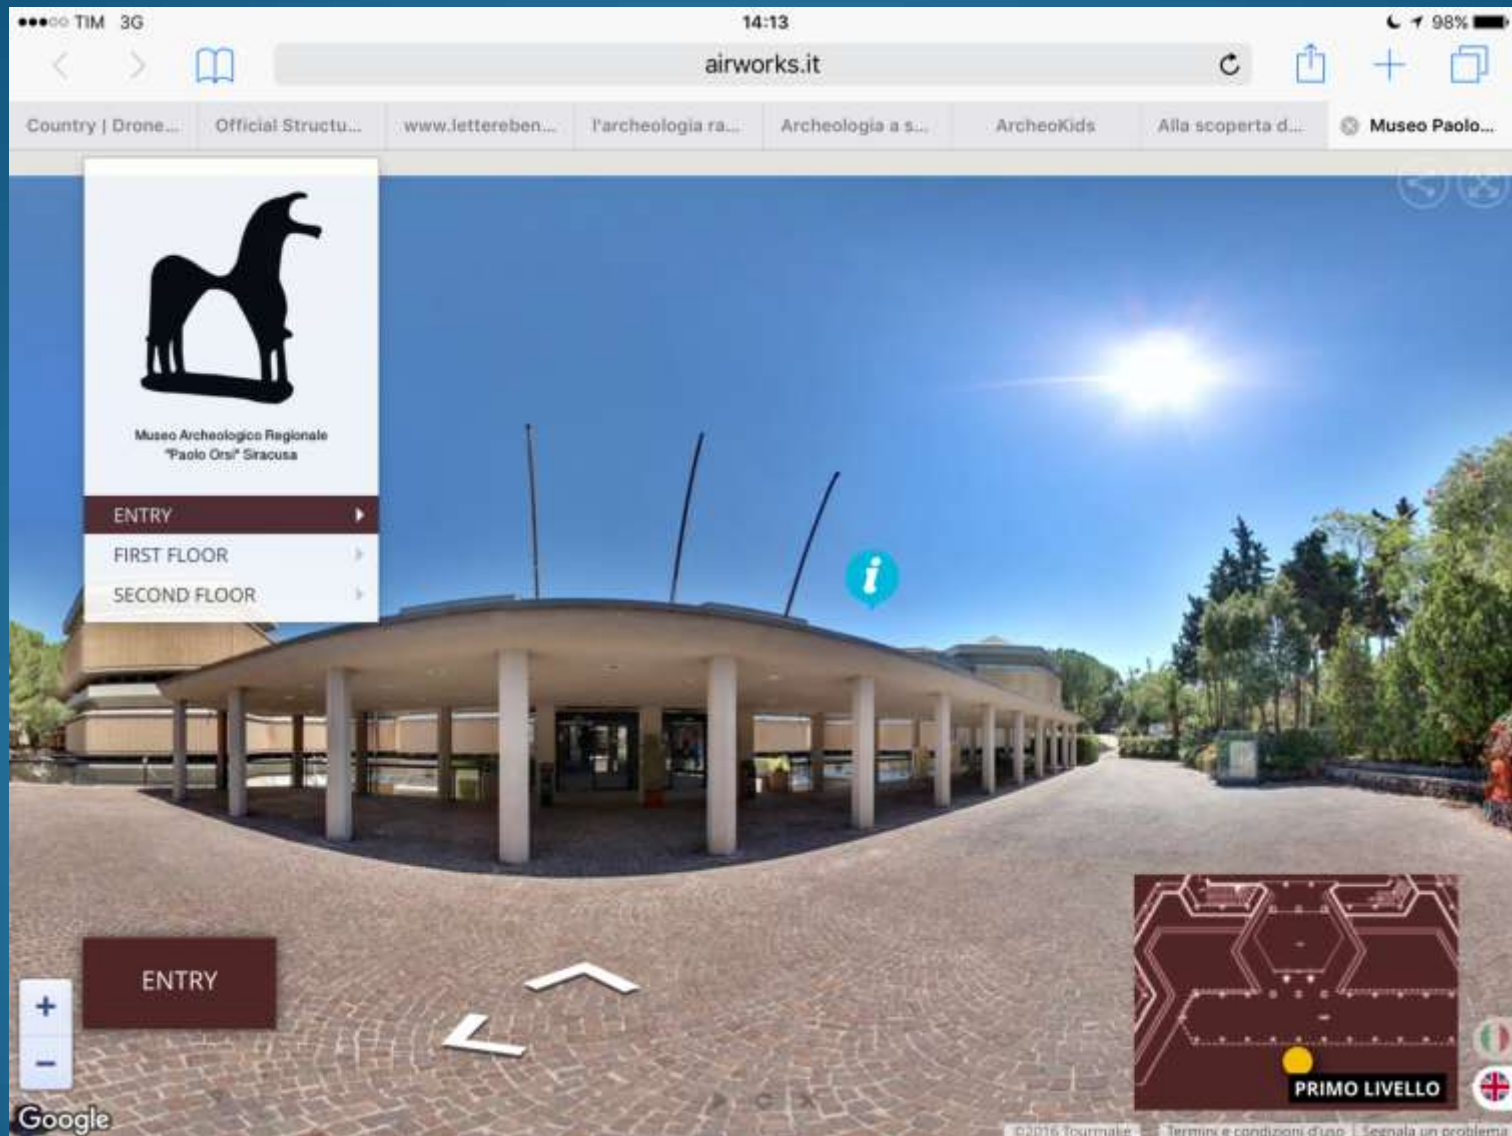 TIM 3G
14:13
98%
airworks.it
Country | Drone...
Official Structu...
www.lettereben...
l'archeologia ra...
Archeologia a s...
ArcheoKids
Alla scoperta d...
Museo Paolo...
Museo Archeologico Regionale
"Paolo Orsi" Siracusa
ENTRY
FIRST FLOOR
SECOND FLOOR
i
ENTRY
+
−
PRIMO LIVELLO
Google
©2016 Tourmake
Termini e condizioni d'uso
Segnala un problema